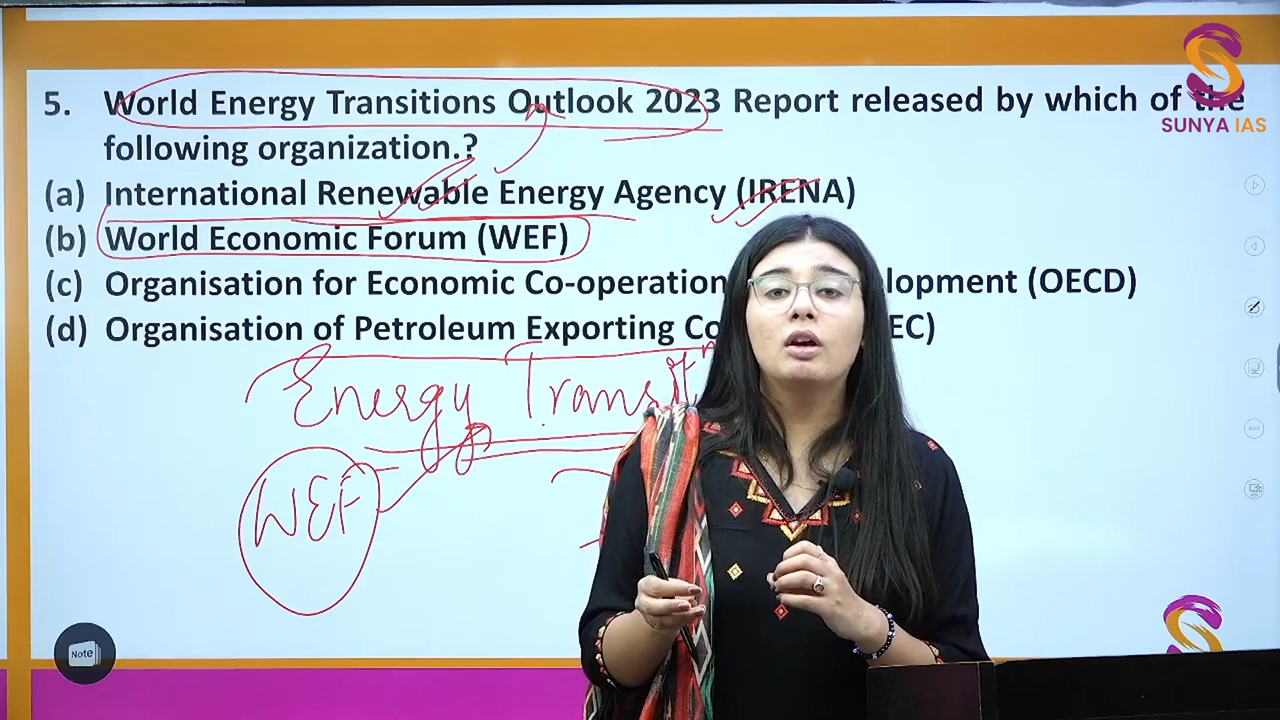 5. World Energy Transitions Outlook 2023 Report released by which of the
SUNYA IAS
following organization.?
(a) International Renewable Energy Agency (IRENA)
(b) World Economic Forum (WEF)
(c) Organisation for Economic Co-operation lopment (OECD)
(d) Organisation of Petroleum Exporting Co EC)
Energy Transitn
WEF
Note